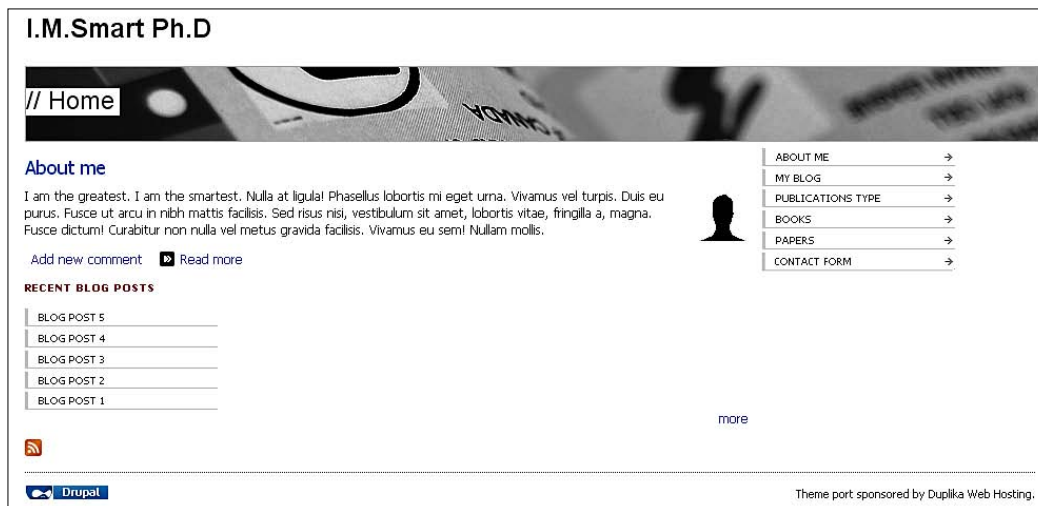 I.M.Smart Ph.D
// Home
CANADA
CANADA
About me
I am the greatest. I am the smartest. Nulla at ligula! Phasellus lobortis mi eget urna. Vivamus vel turpis. Duis eu
purus. Fusce ut arcu in nibh mattis facilisis. Sed risus nisi, vestibulum sit amet, lobortis vitae, fringilla a, magna.
Fusce dictum! Curabitur non nulla vel metus gravida facilisis. Vivamus eu sem! Nullam mollis.
Add new comment
Read more
RECENT BLOG POSTS
BLOG POST 5
BLOG POST 4
BLOG POST 3
BLOG POST 2
BLOG POST 1
more
ABOUT ME
MY BLOG
PUBLICATIONS TYPE
BOOKS
PAPERS
CONTACT FORM
Drupal
Theme port sponsored by Duplika Web Hosting.